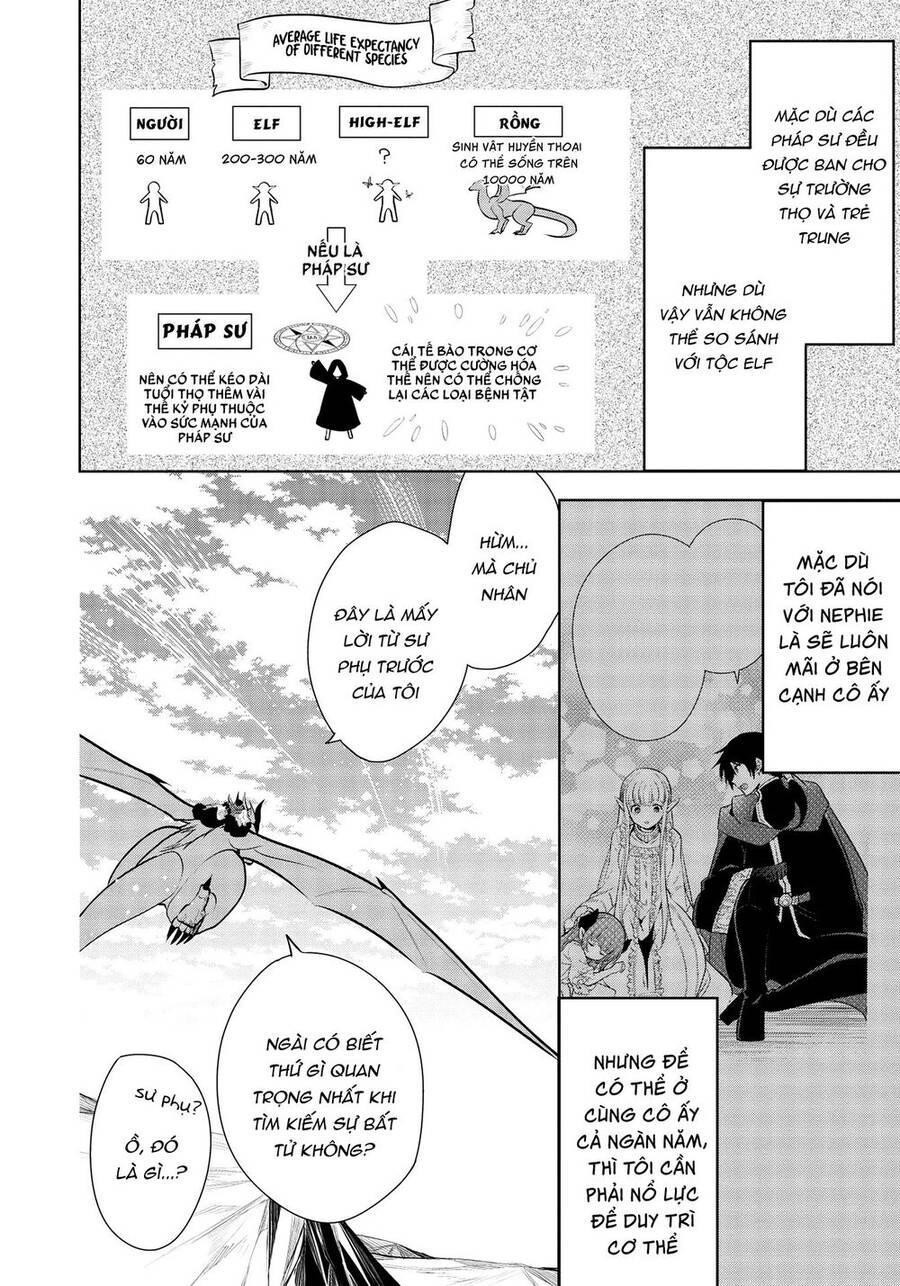 MẶC DÙ CÁC
PHÁP SƯ ĐỀU
ĐƯỢC BAN CHO
SỰ TRƯỜNG
THỌ VÀ TRẺ
TRUNG
NHƯNG DÙ
VẬY VẪN KHÔNG
THỂ SO SÁNH
VỚI TỘC ELF
AVERAGE LIFE EXPECTANCY
OF DIFFERENT SPECIES
NGƯỜI
60 NĂM
ELF
200-300 NĂM
HIGH-ELF
?
RỒNG
SINH VẬT HUYỀN THOẠI
CÓ THỂ SỐNG TRÊN
10000 NĂM
NẾU LÀ
PHÁP SƯ
PHÁP SƯ
NÊN CÓ THỂ KÉO DÀI
TUỔI THỌ THÊM VÀI
THẾ KỶ PHỤ THUỘC
VÀO SỨC MẠNH CỦA
PHÁP SƯ
CÁI TẾ BÀO TRONG CƠ
THỂ ĐƯỢC CƯỜNG HÓA
THẾ NÊN CÓ THỂ CHỐNG
LẠI CÁC LOẠI BỆNH TẬT
MẶC DÙ
TÔI ĐÃ NÓI
VỚI NEPHIE
LÀ SẼ LUÔN
MÃI Ở BÊN
CẠNH CÔ ẤY
NHƯNG ĐỂ
CÓ THỂ Ở
CÙNG CÔ ẤY
CẢ NGÀN NĂM,
THÌ TÔI CẦN
PHẢI NỔ LỰC
ĐỂ DUY TRÌ
CƠ THỂ
HỪM...
MÀ CHỦ
NHÂN
ĐÂY LÀ MẤY
LỜI TỪ SƯ
PHỤ TRƯỚC
CỦA TÔI
NGÀI CÓ BIẾT
THỨ GÌ QUAN
TRỌNG NHẤT KHI
TÌM KIẾM SỰ BẤT
TỬ KHÔNG?
SƯ PHỤ?
Ồ, ĐÓ
LÀ GÌ...?